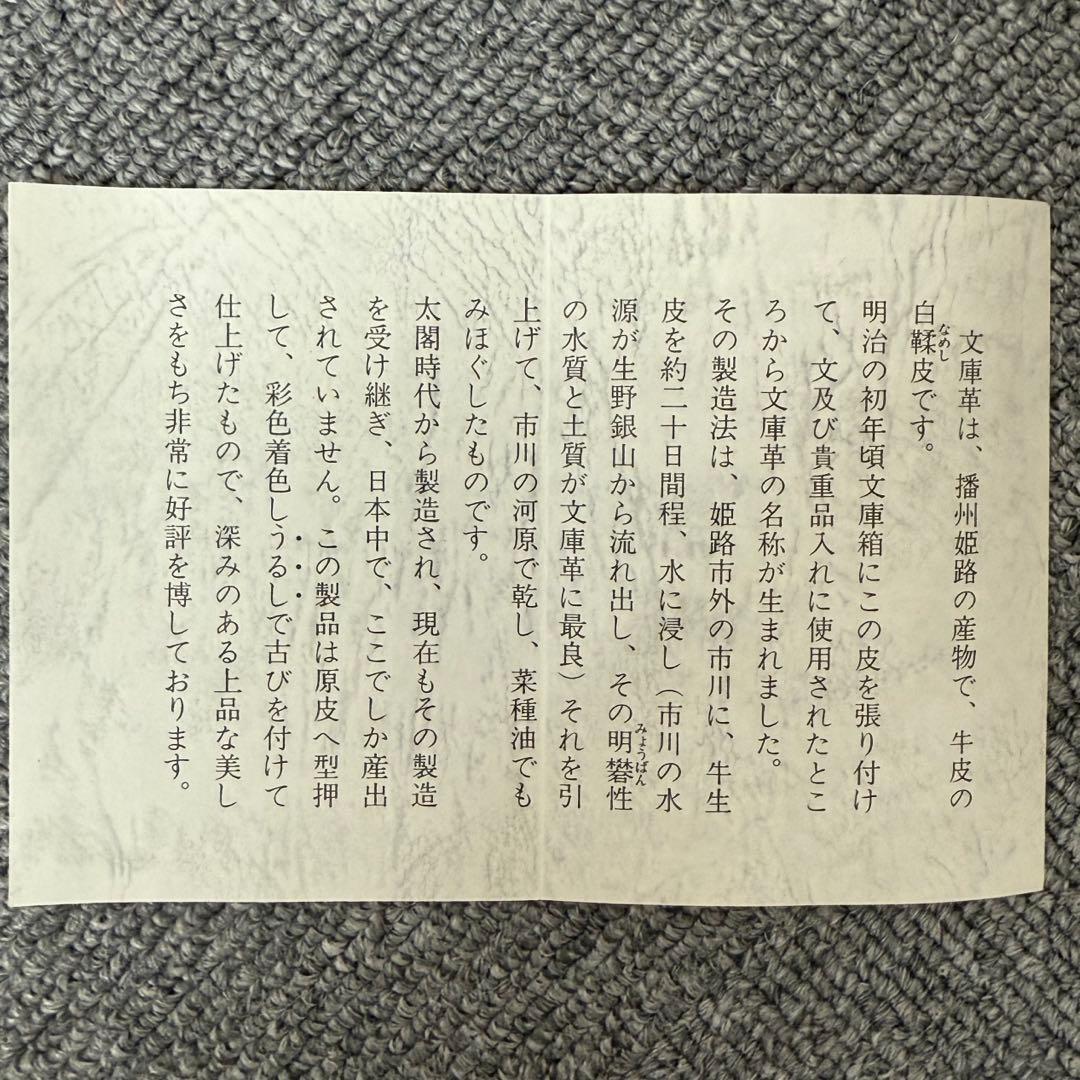 文庫革は、播州姫路の産物で、牛皮の
白鞣皮です。
なめし
明治の初年頃文庫箱にこの皮を張り付け
て、文及び貴重品入れに使用されたとこ
ろから文庫革の名称が生まれました。
その製造法は、姫路市外の市川に、牛生
皮を約二十日間程、水に浸し（市川の水
源が生野銀山から流れ出し、その明礬性
みょうばん
の水質と土質が文庫革に最良）それを引
上げて、市川の河原で乾し、菜種油でも
みほぐしたものです。
太閤時代から製造され、現在もその製造
を受け継ぎ、日本中で、ここでしか産出
されていません。この製品は原皮へ型押
して、彩色着色しうるしで古びを付けて
仕上げたもので、深みのある上品な美し
さをもち非常に好評を博しております。